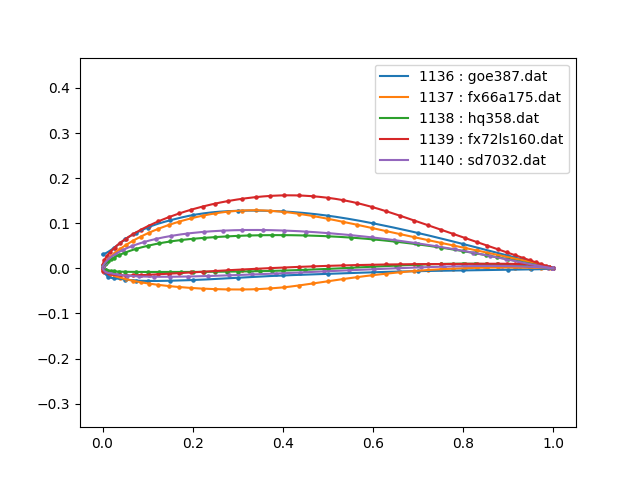 1136 : goe387.dat
1137 : fx66a175.dat
1138 : hq358.dat
1139 : fx72ls160.dat
1140 : sd7032.dat
0.4
0.3
0.2
0.1
0.0
−0.1
−0.2
−0.3
0.0 0.2 0.4 0.6 0.8 1.0